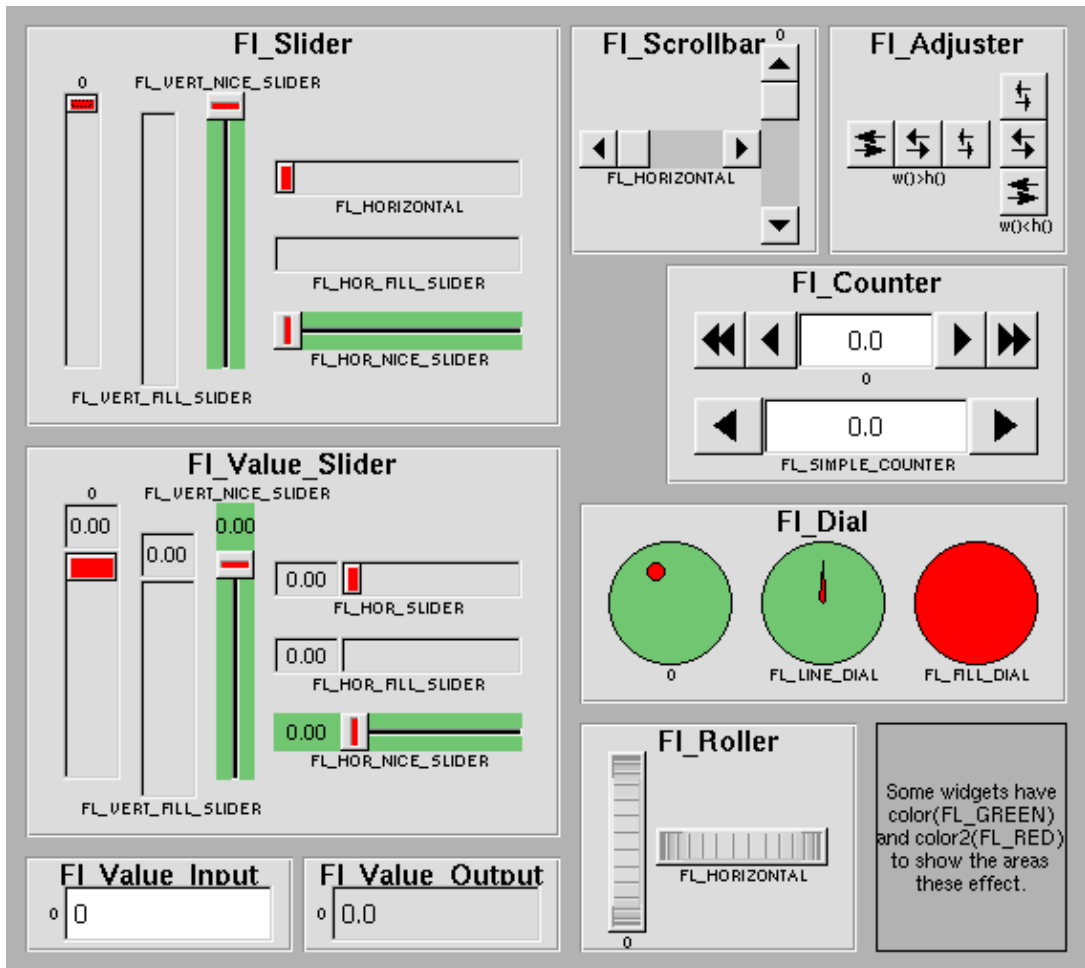 Fl_Slider
0
FL_VERT_NICE_SLIDER
FL_HORIZONTAL
FL_HOR_FILL_SLIDER
FL_HOR_NICE_SLIDER
FL_VERT_FILL_SLIDER
Fl_Scrollbar
0
FL_HORIZONTAL
Fl_Adjuster
w()>h()
w()<h()
Fl_Counter
0.0
0
0.0
FL_SIMPLE_COUNTER
Fl_Value_Slider
0
FL_VERT_NICE_SLIDER
0.00
0.00
0.00
0.00
FL_HOR_SLIDER
0.00
FL_HOR_FILL_SLIDER
0.00
FL_HOR_NICE_SLIDER
FL_VERT_FILL_SLIDER
Fl_Dial
0
FL_LINE_DIAL
FL_FILL_DIAL
Fl_Value_Input
0
0
Fl_Value_Output
0
0.0
Fl_Roller
0
FL_HORIZONTAL
Some widgets have
color(FL_GREEN)
and color2(FL_RED)
to show the areas
these effect.